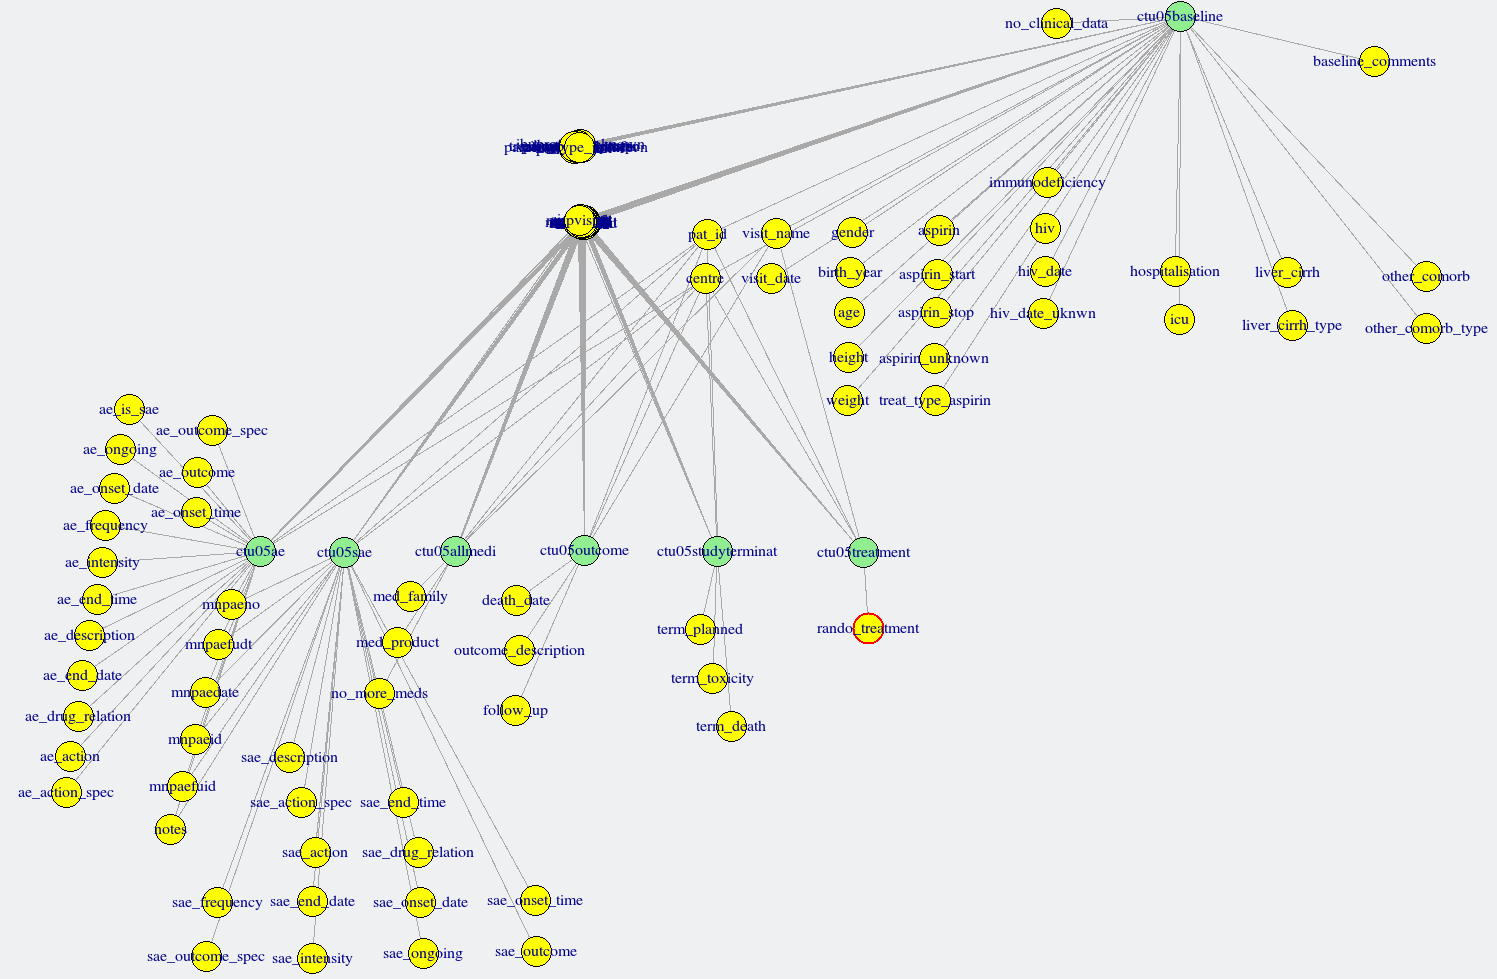 ctu05baseline
no_clinical_data
baseline_comments
immunodeficiency
pat_id
visit_name
gender
aspirin
hiv
centre
visit_date
birth_year
aspirin_start
hiv_date
hospitalisation
liver_cirrh
other_comorb
age
aspirin_stop
hiv_date_uknwn
icu
liver_cirrh_type
other_comorb_type
height
aspirin_unknown
weight
treat_type_aspirin
ae_is_sae
ae_outcome_spec
ae_ongoing
ae_outcome
ae_onset_date
ae_onset_time
ae_frequency
ctu05ae
ctu05sae
ctu05allmedi
ctu05outcome
ctu05studyterminat
ctu05treatment
ae_intensity
ae_end_time
mnpaeno
med_family
death_date
ae_description
mnpaefudt
med_product
outcome_description
term_planned
rando_treatment
ae_end_date
mnpaedate
no_more_meds
term_toxicity
ae_drug_relation
follow_up
term_death
mnpaeid
ae_action
sae_description
ae_action_spec
mnpaefuid
sae_action_spec
sae_end_time
notes
sae_action
sae_drug_relation
sae_frequency
sae_end_date
sae_onset_date
sae_onset_time
sae_outcome_spec
sae_intensity
sae_ongoing
sae_outcome